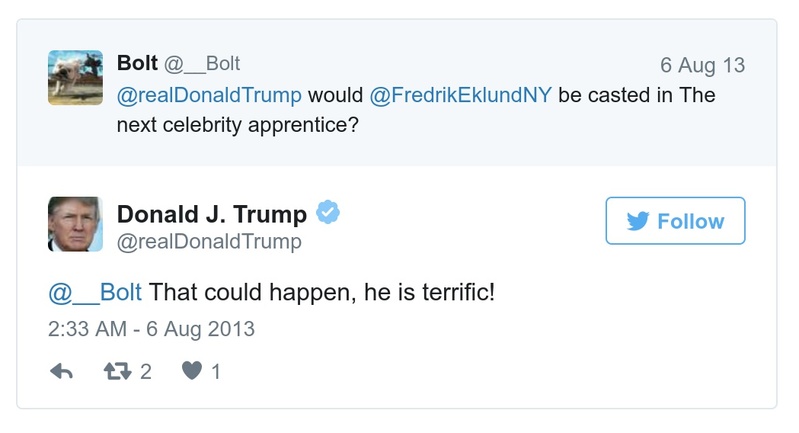 Bolt @__Bolt 6 Aug 13
@realDonaldTrump would @FredrikEklundNY be casted in The
next celebrity apprentice?
Donald J. Trump
@realDonaldTrump
Follow
@__Bolt That could happen, he is terrific!
2:33 AM - 6 Aug 2013
2 1